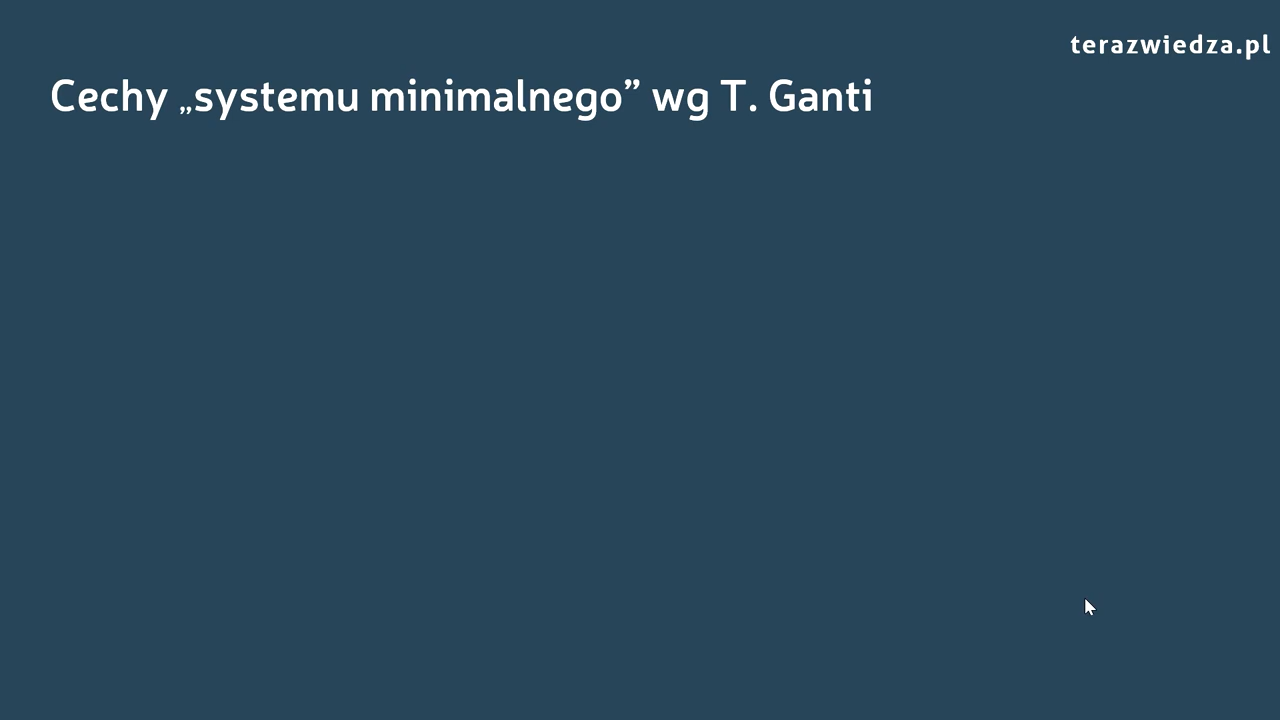 terazwiedza.pl
Cechy „systemu minimalnego” wg T. Ganti